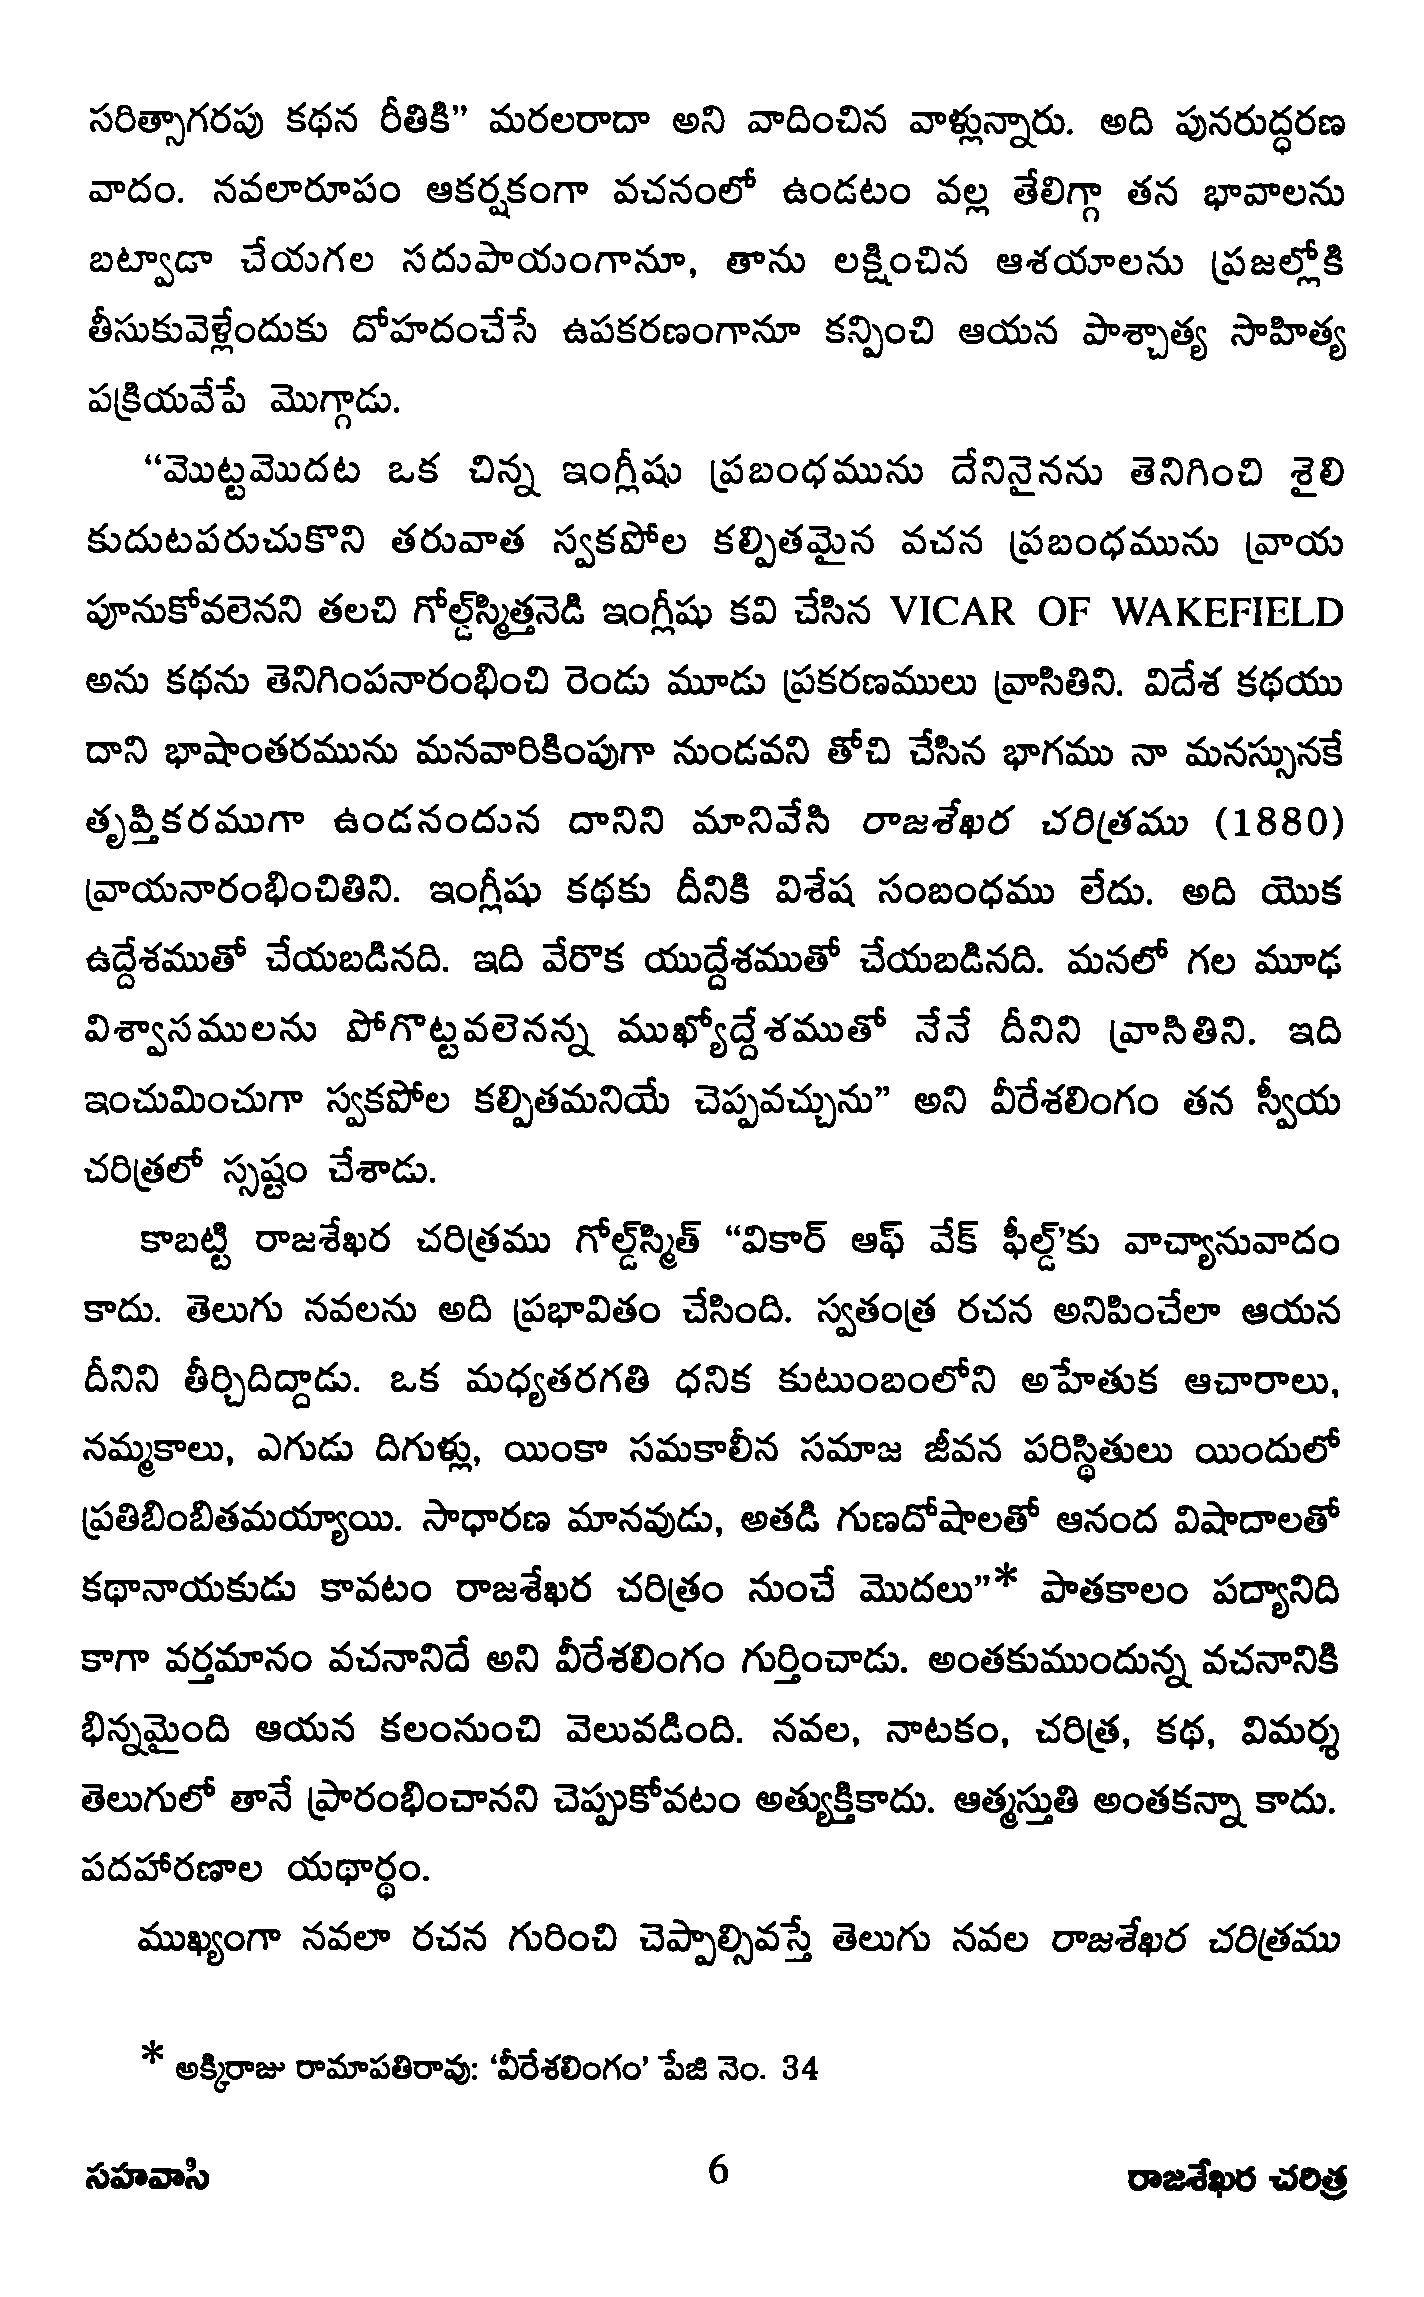 సరిత్సాగరపు కథన రీతికి” మరలరాదా అని వాదించిన వాళ్లున్నారు. అది పునరుద్ధరణ
వాదం. నవలారూపం ఆకర్షకంగా వచనంలో ఉండటం వల్ల తేలిగ్గా తన భావాలను
బట్వాడా చేయగల సదుపాయంగానూ, తాను లక్షించిన ఆశయాలను ప్రజల్లోకి
తీసుకువెళ్లేందుకు దోహదంచేసే ఉపకరణంగానూ కన్పించి ఆయన పాశ్చాత్య సాహిత్య
పక్రియవేపే మొగ్గాడు.
“మొట్టమొదట ఒక చిన్న ఇంగ్లీషు ప్రబంధమును దేనినైనను తెనిగించి శైలి
కుదుటపరుచుకొని తరువాత స్వకపోల కల్పితమైన వచన ప్రబంధమును వ్రాయ
పూనుకోవలెనని తలచి గోల్డ్‌స్మిత్తనెడి ఇంగ్లీషు కవి చేసిన VICAR OF WAKEFIELD
అను కథను తెనిగింపనారంభించి రెండు మూడు ప్రకరణములు వ్రాసితిని. విదేశ కథయు
దాని భాషాంతరమును మనవారికింపుగా నుండవని తోచి చేసిన భాగము నా మనస్సునకే
తృప్తికరముగా ఉండనందున దానిని మానివేసి రాజశేఖర చరిత్రము (1880)
వ్రాయనారంభించితిని. ఇంగ్లీషు కథకు దీనికి విశేష సంబంధము లేదు. అది యొక
ఉద్దేశముతో చేయబడినది. ఇది వేరొక యుద్దేశముతో చేయబడినది. మనలో గల మూఢ
విశ్వాసములను పోగొట్టవలెనన్న ముఖ్యోద్దేశముతో నేనే దీనిని వ్రాసితిని. ఇది
ఇంచుమించుగా స్వకపోల కల్పితమనియే చెప్పవచ్చును” అని వీరేశలింగం తన స్వీయ
చరిత్రలో స్పష్టం చేశాడు.
కాబట్టి రాజశేఖర చరిత్రము గోల్డ్‌స్మిత్ “వికార్ ఆఫ్ వేక్ ఫీల్డ్’కు వాచ్యానువాదం
కాదు. తెలుగు నవలను అది ప్రభావితం చేసింది. స్వతంత్ర రచన అనిపించేలా ఆయన
దీనిని తీర్చిదిద్దాడు. ఒక మధ్యతరగతి ధనిక కుటుంబంలోని అహేతుక ఆచారాలు,
నమ్మకాలు, ఎగుడు దిగుళ్లు, యింకా సమకాలీన సమాజ జీవన పరిస్థితులు యిందులో
ప్రతిబింబితమయ్యాయి. సాధారణ మానవుడు, అతడి గుణదోషాలతో ఆనంద విషాదాలతో
కథానాయకుడు కావటం రాజశేఖర చరిత్రం నుంచే మొదలు”* పాతకాలం పద్యానిది
కాగా వర్తమానం వచనానిదే అని వీరేశలింగం గుర్తించాడు. అంతకుముందున్న వచనానికి
భిన్నమైంది ఆయన కలంనుంచి వెలువడింది. నవల, నాటకం, చరిత్ర, కథ, విమర్శ
తెలుగులో తానే ప్రారంభించానని చెప్పుకోవటం అత్యుక్తికాదు. ఆత్మస్తుతి అంతకన్నా కాదు.
పదహారణాల యథార్థం.
ముఖ్యంగా నవలా రచన గురించి చెప్పాల్సివస్తే తెలుగు నవల రాజశేఖర చరిత్రము
* అక్కిరాజు రామాపతిరావు: ‘వీరేశలింగం’ పేజి నెం. 34
సహవాసి 6 రాజశేఖర చరిత్ర